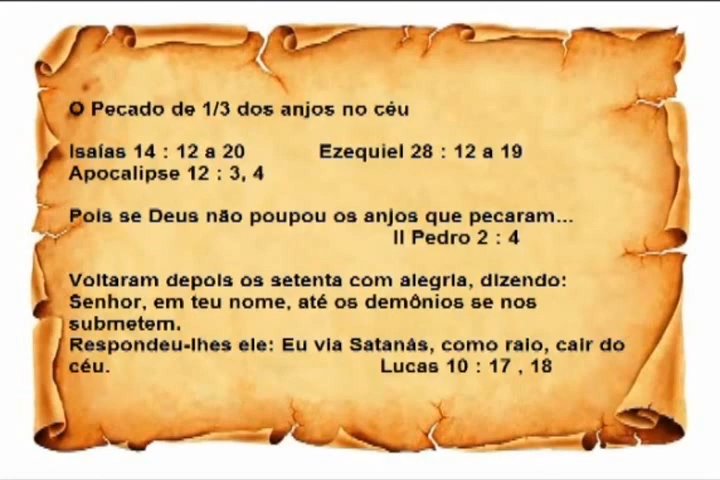 O Pecado de 1/3 dos anjos no céu
Isaías 14 : 12 a 20 Ezequiel 28 : 12 a 19
Apocalipse 12 : 3, 4
Pois se Deus não poupou os anjos que pecaram...
II Pedro 2 : 4
Voltaram depois os setenta com alegria, dizendo:
Senhor, em teu nome, até os demônios se nos
submetem.
Respondeu-lhes ele: Eu via Satanás, como raio, cair do
céu. Lucas 10 : 17 , 18